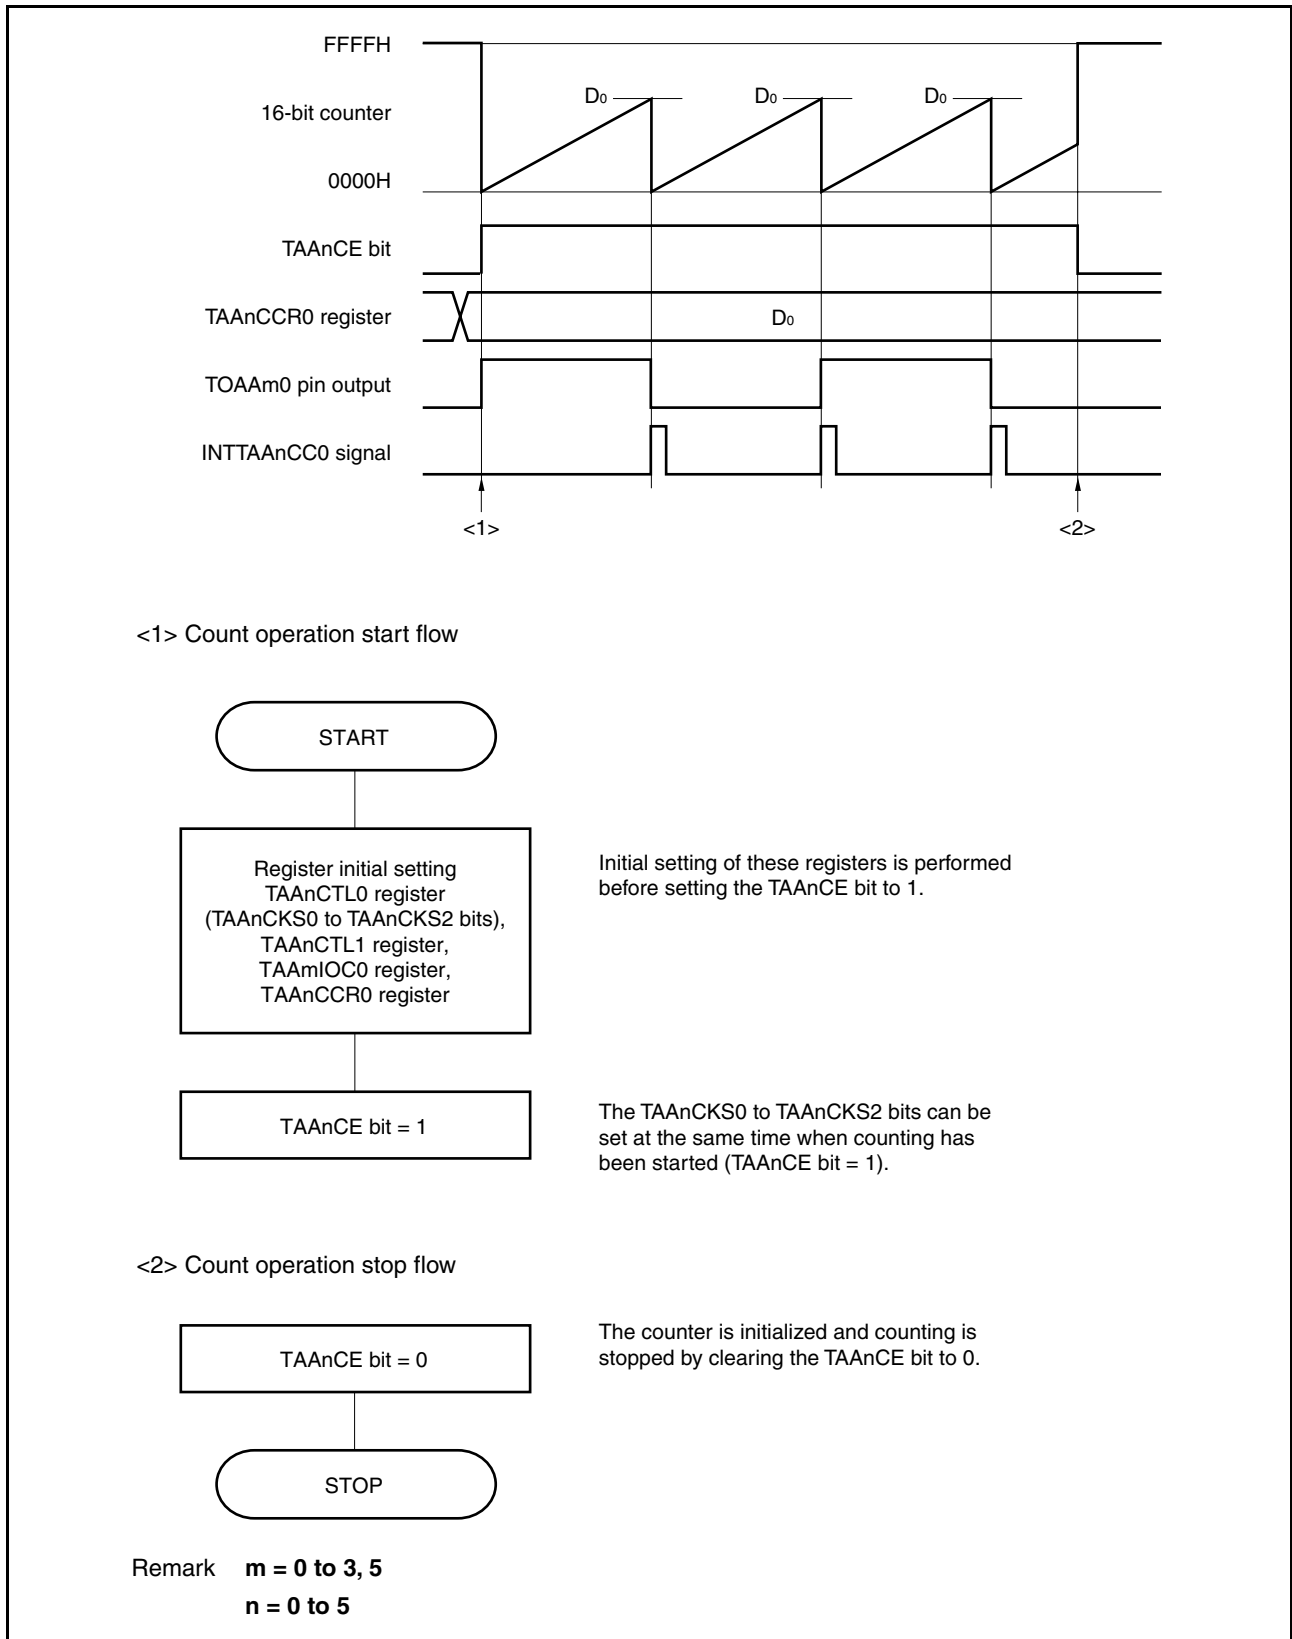 FFFFH
D0 D0 D0
16-bit counter
0000H
TAAnCE bit
TAAnCCR0 register D0
TOAAm0 pin output
INTTAAnCC0 signal
<1> <2>
<1> Count operation start flow
START
Register initial setting
TAAnCTL0 register
(TAAnCKS0 to TAAnCKS2 bits),
TAAnCTL1 register,
TAAmIOC0 register,
TAAnCCR0 register
Initial setting of these registers is performed
before setting the TAAnCE bit to 1.
TAAnCE bit = 1
The TAAnCKS0 to TAAnCKS2 bits can be
set at the same time when counting has
been started (TAAnCE bit = 1).
<2> Count operation stop flow
TAAnCE bit = 0
The counter is initialized and counting is
stopped by clearing the TAAnCE bit to 0.
STOP
Remark m = 0 to 3, 5
n = 0 to 5